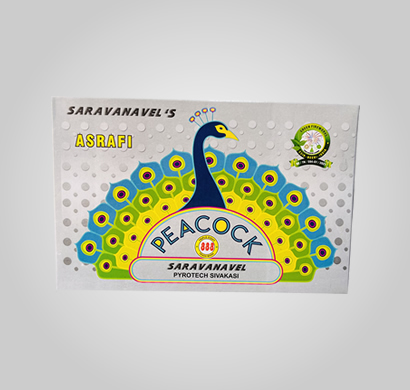 SARAVANAVEL'S
ASRAFI
PEACOCK
888
SARAVANAVEL
PYROTECH SIVAKASI